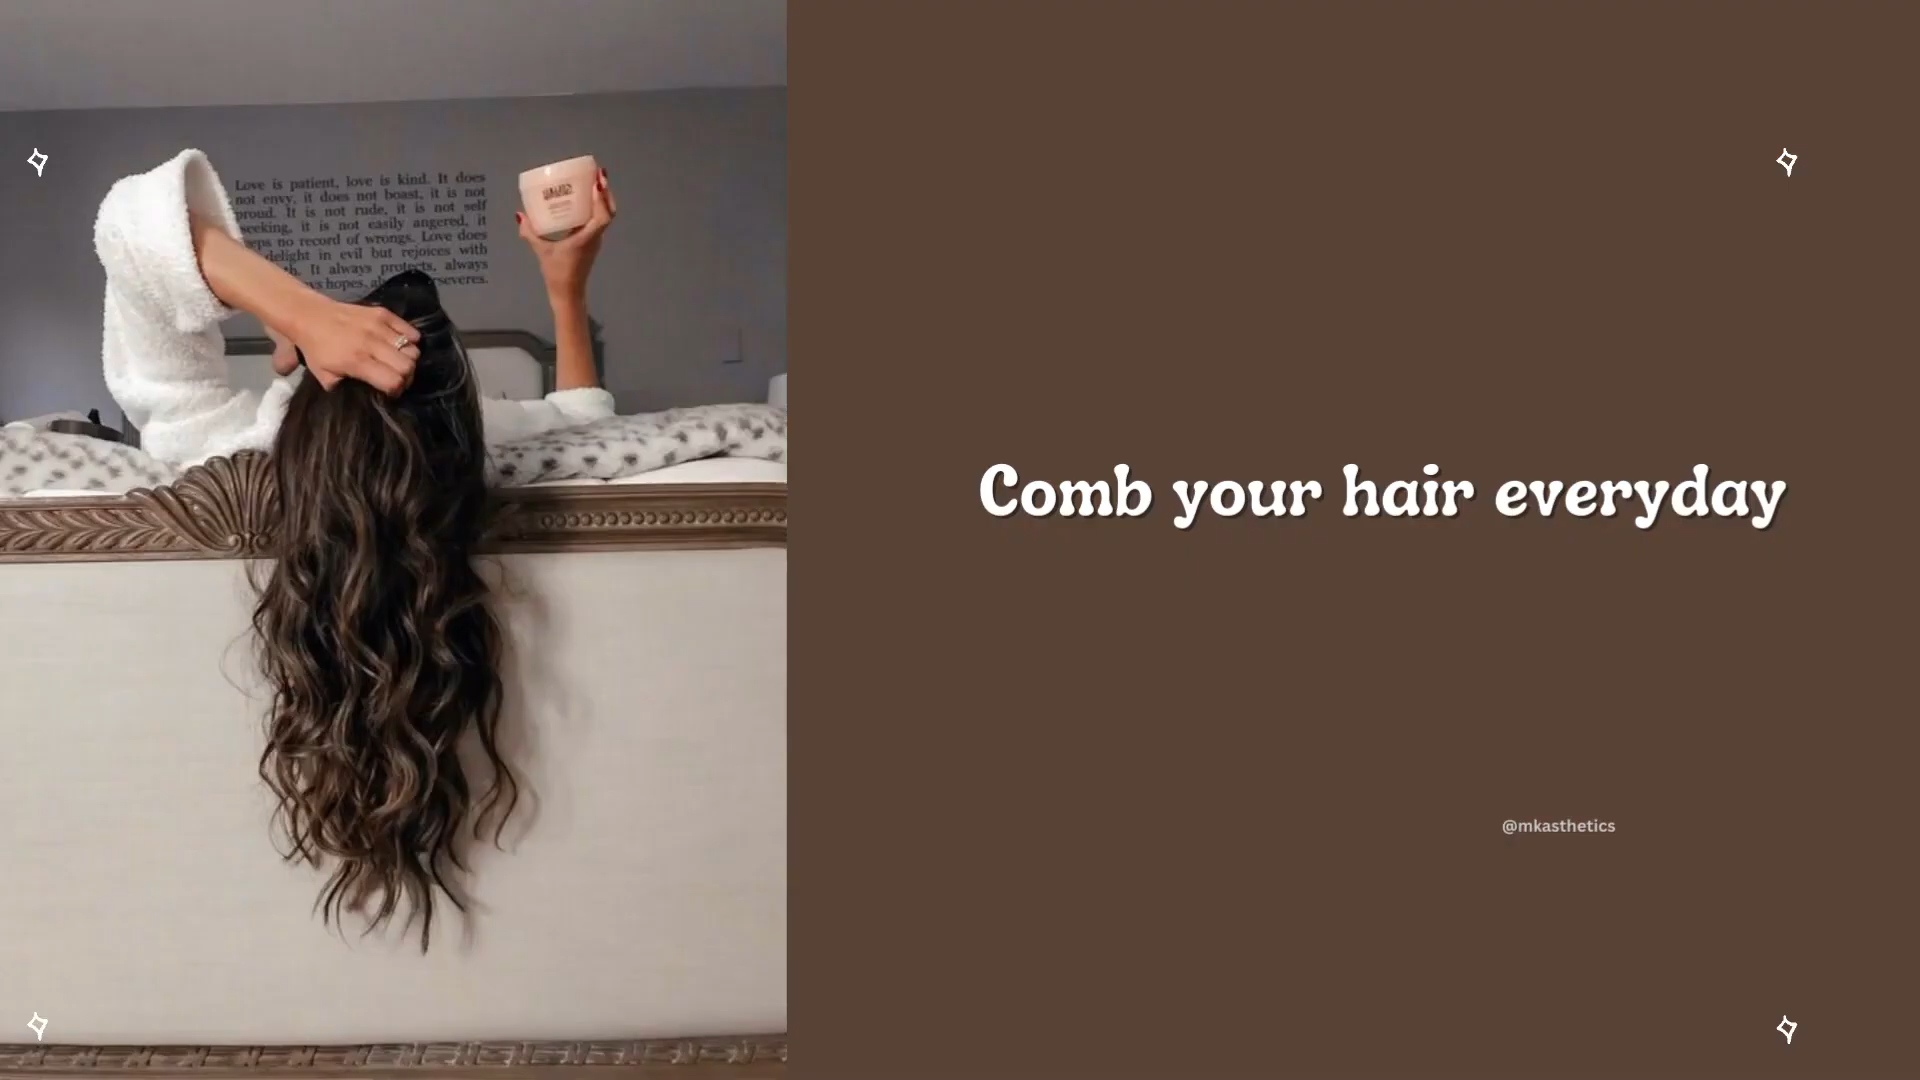 Love is patient, love is kind. It does
not envy, it does not boast, it is not
proud. It is not rude, it is not self
seeking, it is not easily angered, it
no record of wrongs. Love does
delight in evil but rejoices with
It always protects, always
hopes,
Comb your hair everyday
@mkasthetics